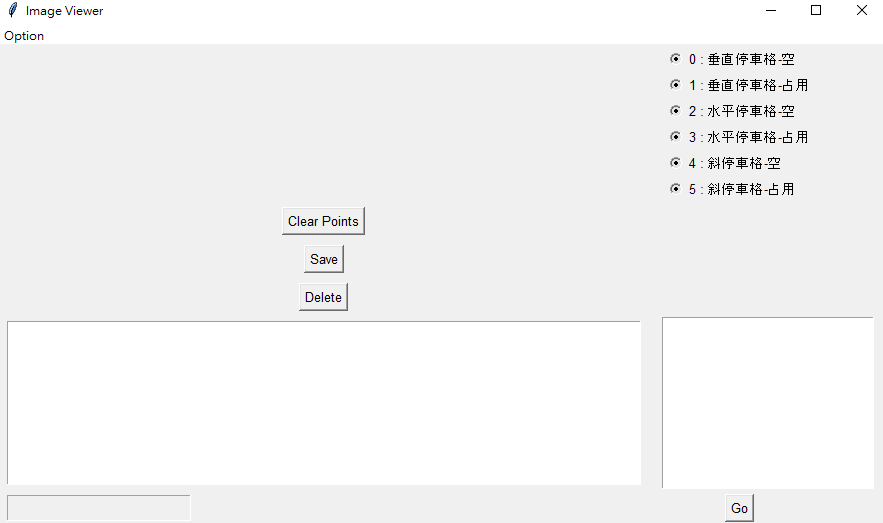 Image Viewer
Option
0 : 垂直停車格-空
1 : 垂直停車格-占用
2 : 水平停車格-空
3 : 水平停車格-占用
4 : 斜停車格-空
5 : 斜停車格-占用
Clear Points
Save
Delete
Go